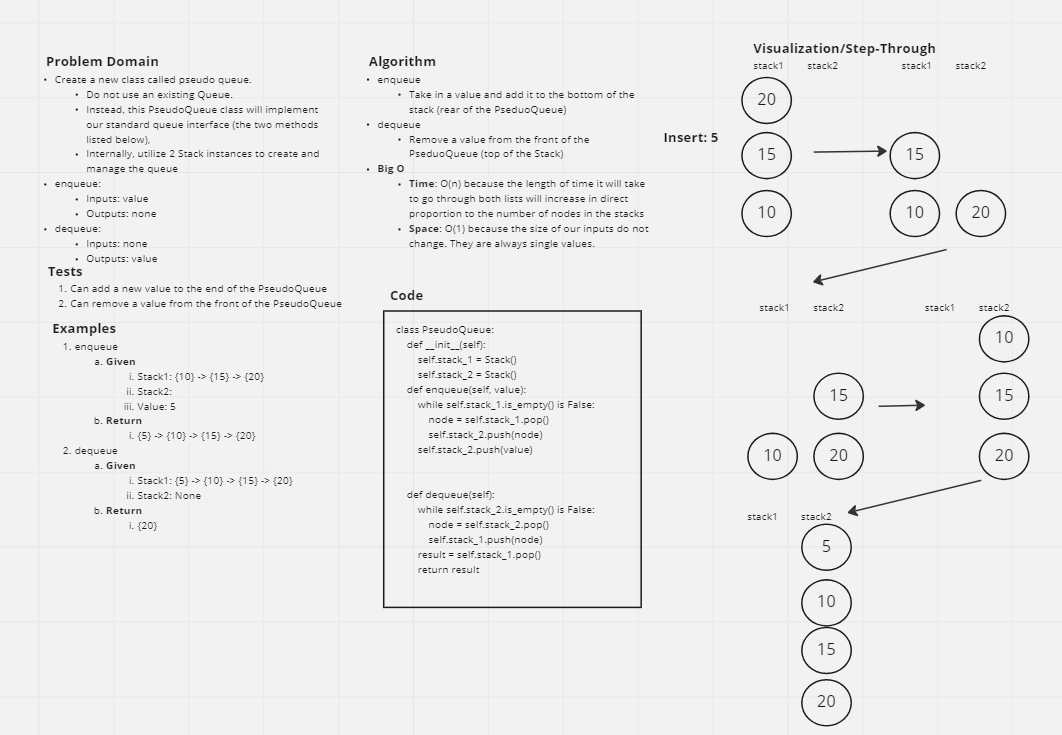 Problem Domain
• Create a new class called pseudo queue.
• Do not use an existing Queue.
• Instead, this PseudoQueue class will implement
our standard queue interface (the two methods
listed below),
• Internally, utilize 2 Stack instances to create and
manage the queue
• enqueue:
• Inputs: value
• Outputs: none
• dequeue:
• Inputs: none
• Outputs: value
Tests
1. Can add a new value to the end of the PseudoQueue
2. Can remove a value from the front of the PseudoQueue
Examples
1. enqueue
a. Given
i. Stack1: {10} -> {15} -> {20}
ii. Stack2:
iii. Value: 5
b. Return
i. {5} -> {10} -> {15} -> {20}
2. dequeue
a. Given
i. Stack1: {5} -> {10} -> {15} -> {20}
ii. Stack2: None
b. Return
i. {20}
Algorithm
• enqueue
• Take in a value and add it to the bottom of the
stack (rear of the PseduoQueue)
• dequeue
• Remove a value from the front of the
PseduoQueue (top of the Stack)
• Big O
• Time: O(n) because the length of time it will take
to go through both lists will increase in direct
proportion to the number of nodes in the stacks
• Space: O(1) because the size of our inputs do not
change. They are always single values.
Code
class PseudoQueue:
def __init__(self):
self.stack_1 = Stack()
self.stack_2 = Stack()
def enqueue(self, value):
while self.stack_1.is_empty() is False:
node = self.stack_1.pop()
self.stack_2.push(node)
self.stack_2.push(value)
def dequeue(self):
while self.stack_2.is_empty() is False:
node = self.stack_2.pop()
self.stack_1.push(node)
result = self.stack_1.pop()
return result
Visualization/Step-Through
stack1 stack2 stack1 stack2
20
Insert: 5
15 15
10 10 20
stack1 stack2 stack1 stack2
10
15 15
10 20 20
stack1 stack2
5
10
15
20